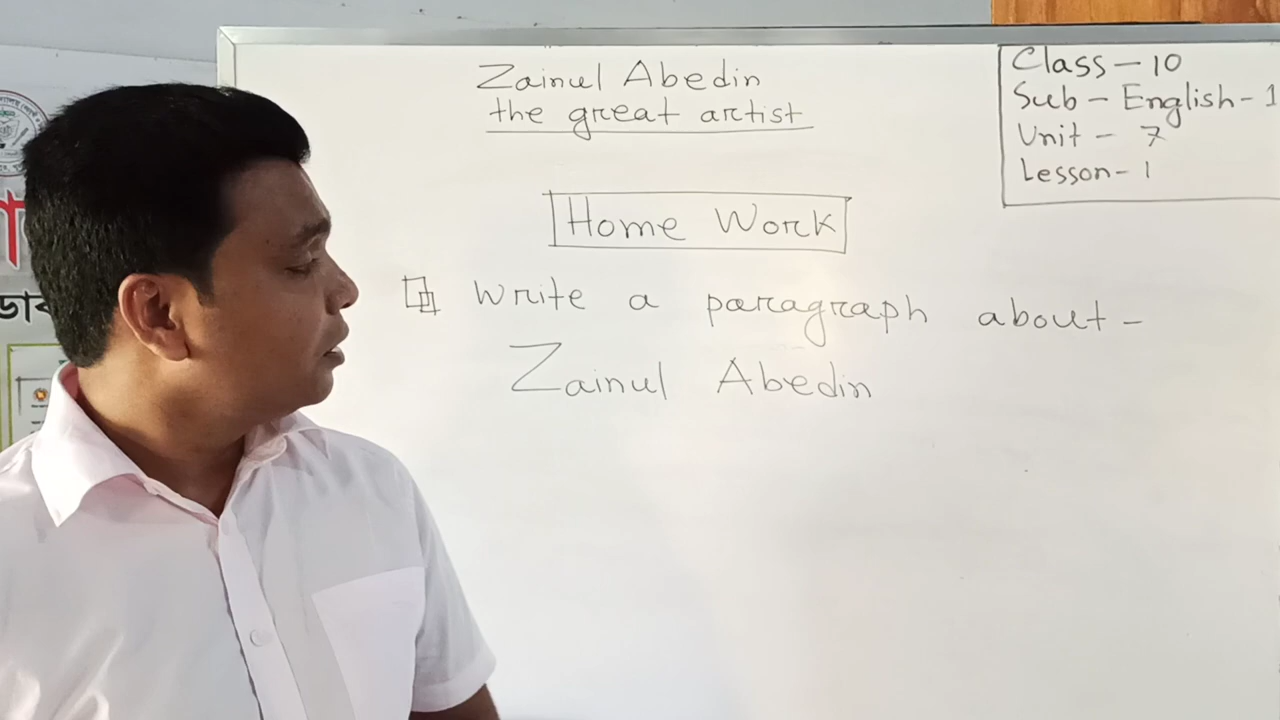 Zainul Abedin
the great artist
Class – 10
Sub – English – 1
Unit – 7
Lesson – 1
Home Work
Write a paragraph about –
Zainul Abedin